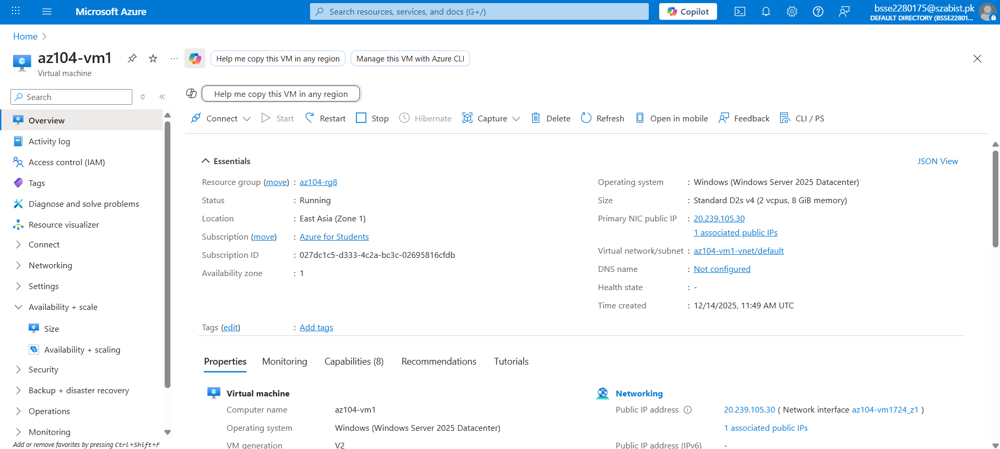 Microsoft Azure
Search resources, services, and docs (G+/)
Copilot
bsse2280175@szabist.pk
DEFAULT DIRECTORY (BSSE22801...
Home
az104-vm1
Virtual machine
Help me copy this VM in any region
Manage this VM with Azure CLI
Search
Help me copy this VM in any region
Connect
Start
Restart
Stop
Hibernate
Capture
Delete
Refresh
Open in mobile
Feedback
CLI / PS
Overview
Activity log
Access control (IAM)
Tags
Diagnose and solve problems
Resource visualizer
Connect
Networking
Settings
Availability + scale
Size
Availability + scaling
Security
Backup + disaster recovery
Operations
Monitoring
Add or remove favorites by pressing Ctrl+Shift+F
Essentials
JSON View
Resource group (move) : az104-rg8
Status : Running
Location : East Asia (Zone 1)
Subscription (move) : Azure for Students
Subscription ID : 027dc1c5-d333-4c2a-bc3c-02695816cfdb
Availability zone : 1
Operating system : Windows (Windows Server 2025 Datacenter)
Size : Standard D2s v4 (2 vcpus, 8 GiB memory)
Primary NIC public IP : 20.239.105.30
1 associated public IPs
Virtual network/subnet : az104-vm1-vnet/default
DNS name : Not configured
Health state : -
Time created : 12/14/2025, 11:49 AM UTC
Tags (edit) : Add tags
Properties
Monitoring
Capabilities (8)
Recommendations
Tutorials
Virtual machine
Computer name az104-vm1
Operating system Windows (Windows Server 2025 Datacenter)
VM generation V2
Networking
Public IP address 20.239.105.30 ( Network interface az104-vm1724_z1 )
1 associated public IPs
Public IP address (IPv6) -